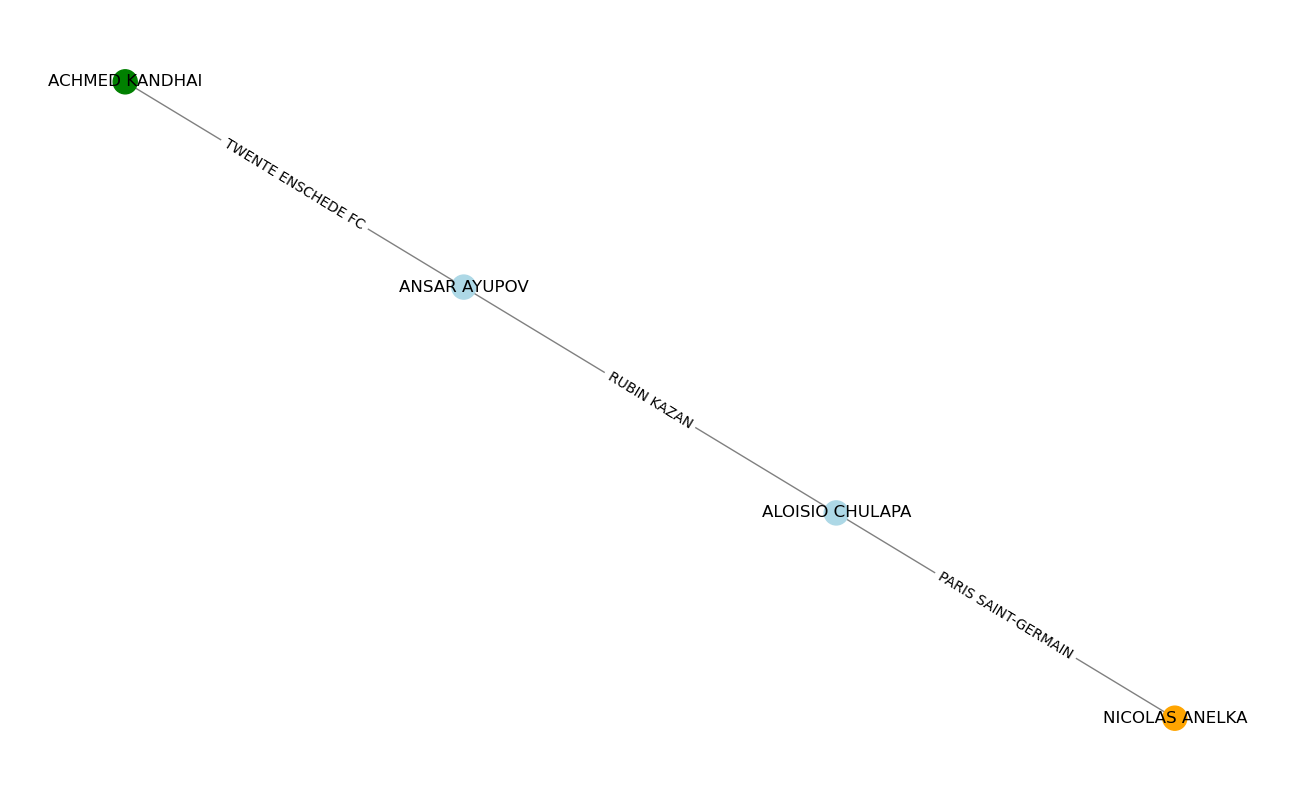 ACHMED KANDHAI
TWENTE ENSCHEDE FC
ANSAR AYUPOV
RUBIN KAZAN
ALOISIO CHULAPA
PARIS SAINT-GERMAIN
NICOLAS ANELKA